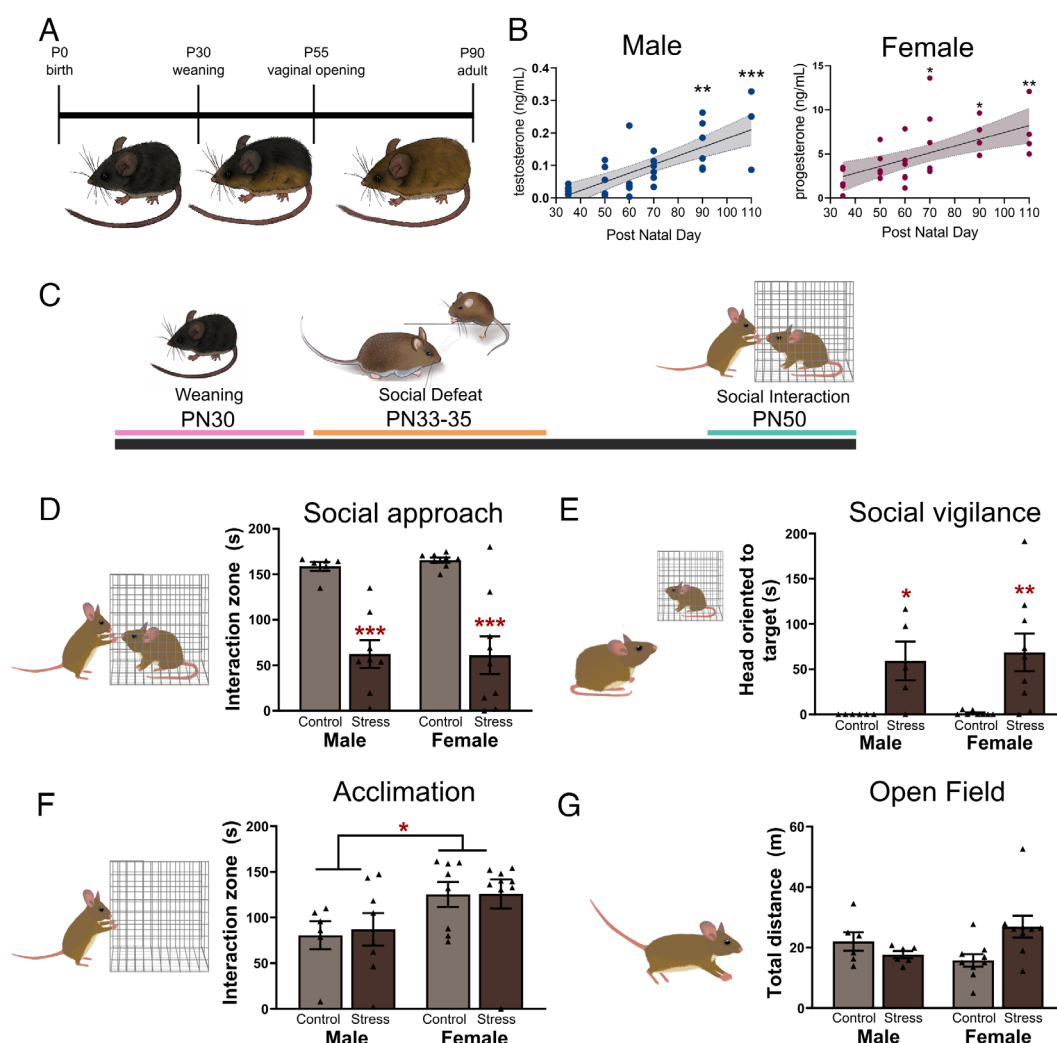 A
P0
birth
P30
weaning
P55
vaginal opening
P90
adult
B
Male
testosterone (ng/mL)
0.4
0.3
0.2
0.1
0.0
** ***
40 50 60 70 80 90 100 110
Post Natal Day
Female
progesterone (ng/mL)
15
10
5
0
* * **
40 50 60 70 80 90 100 110
Post Natal Day
C
Weaning
PN30
Social Defeat
PN33-35
Social Interaction
PN50
D
Social approach
Interaction zone (s)
200
150
100
50
0
*** ***
Control Stress Control Stress
Male Female
E
Social vigilance
Head oriented to
target (s)
200
150
100
50
0
* **
Control Stress Control Stress
Male Female
F
Acclimation
Interaction zone (s)
200
150
100
50
0
*
Control Stress Control Stress
Male Female
G
Open Field
Total distance (m)
60
40
20
0
Control Stress Control Stress
Male Female